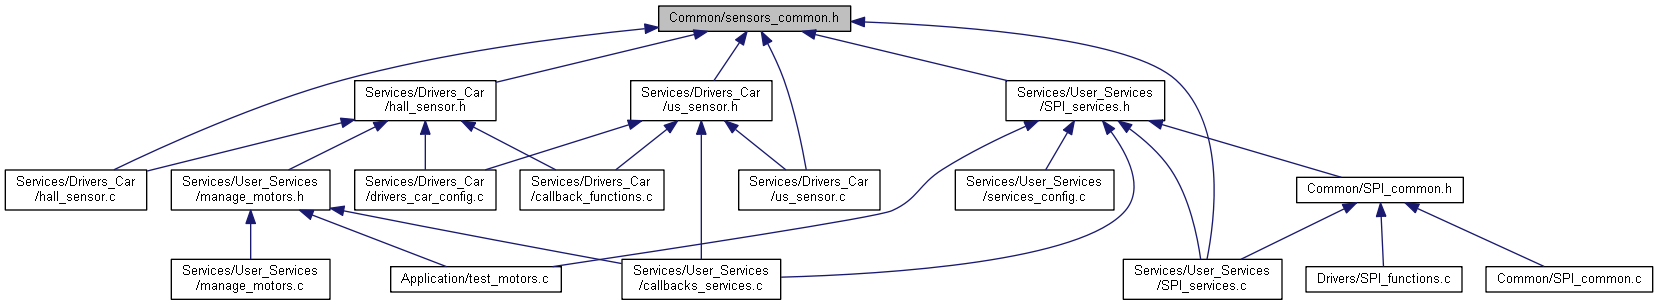 Common/sensors_common.h
Services/Drivers_Car
/hall_sensor.h
Services/Drivers_Car
/us_sensor.h
Services/User_Services
/SPI_services.h
Services/Drivers_Car
/hall_sensor.c
Services/User_Services
/manage_motors.h
Services/Drivers_Car
/drivers_car_config.c
Services/Drivers_Car
/callback_functions.c
Services/Drivers_Car
/us_sensor.c
Services/User_Services
/services_config.c
Common/SPI_common.h
Services/User_Services
/manage_motors.c
Application/test_motors.c
Services/User_Services
/callbacks_services.c
Services/User_Services
/SPI_services.c
Drivers/SPI_functions.c
Common/SPI_common.c